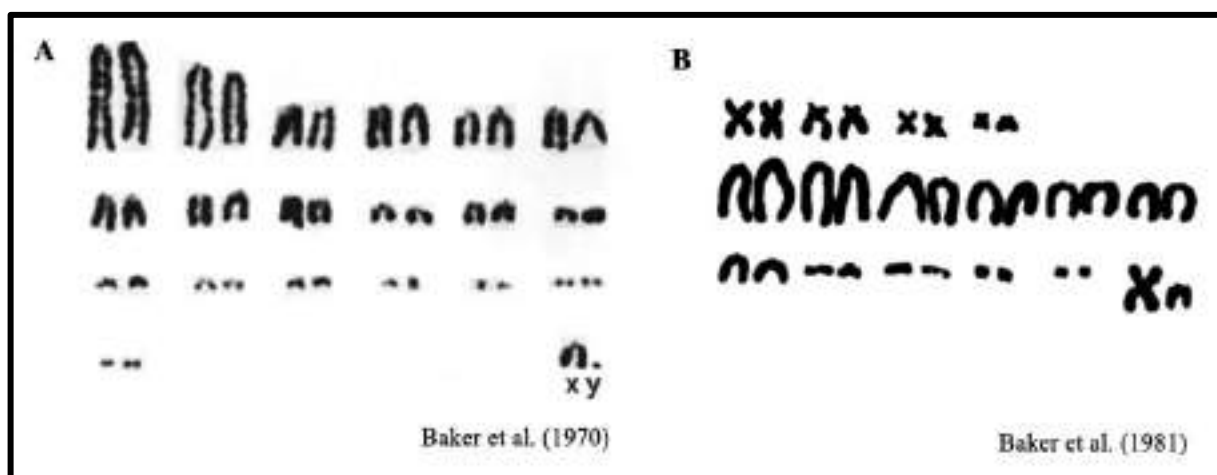 A
B
x y
Baker et al. (1970)
Baker et al. (1981)